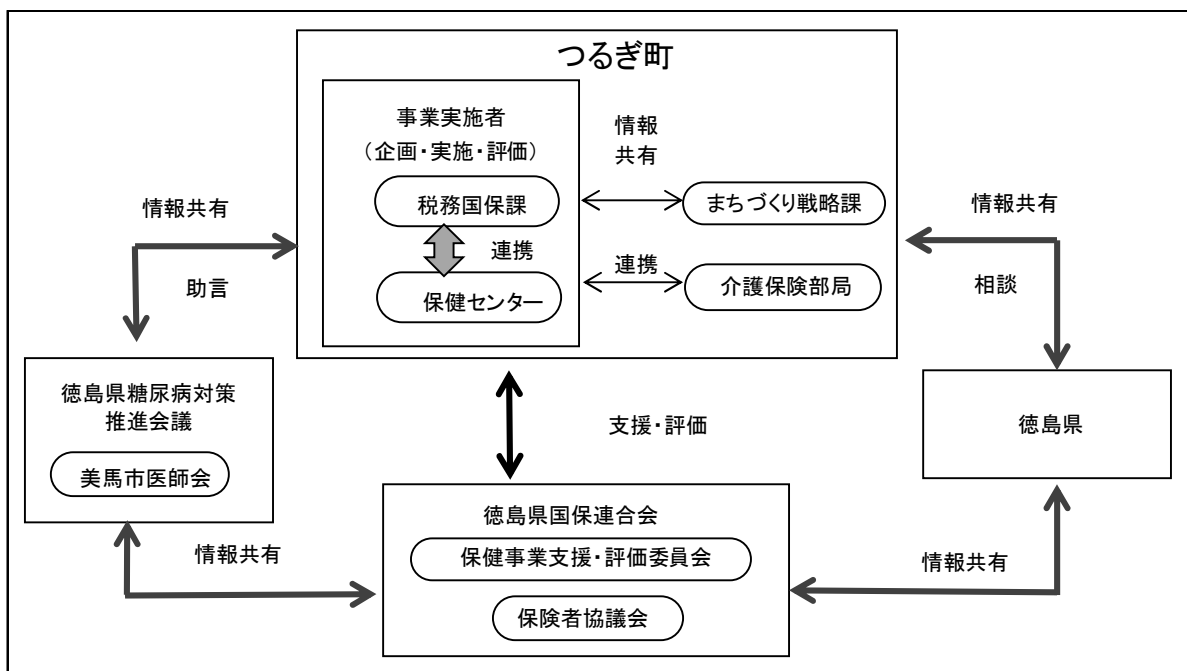 つるぎ町
事業実施者
（企画・実施・評価）
税務国保課
連携
保健センター
情報
共有
まちづくり戦略課
連携
介護保険部局
情報共有
助言
情報共有
相談
徳島県糖尿病対策
推進会議
美馬市医師会
支援・評価
徳島県
徳島県国保連合会
保健事業支援・評価委員会
保険者協議会
情報共有
情報共有